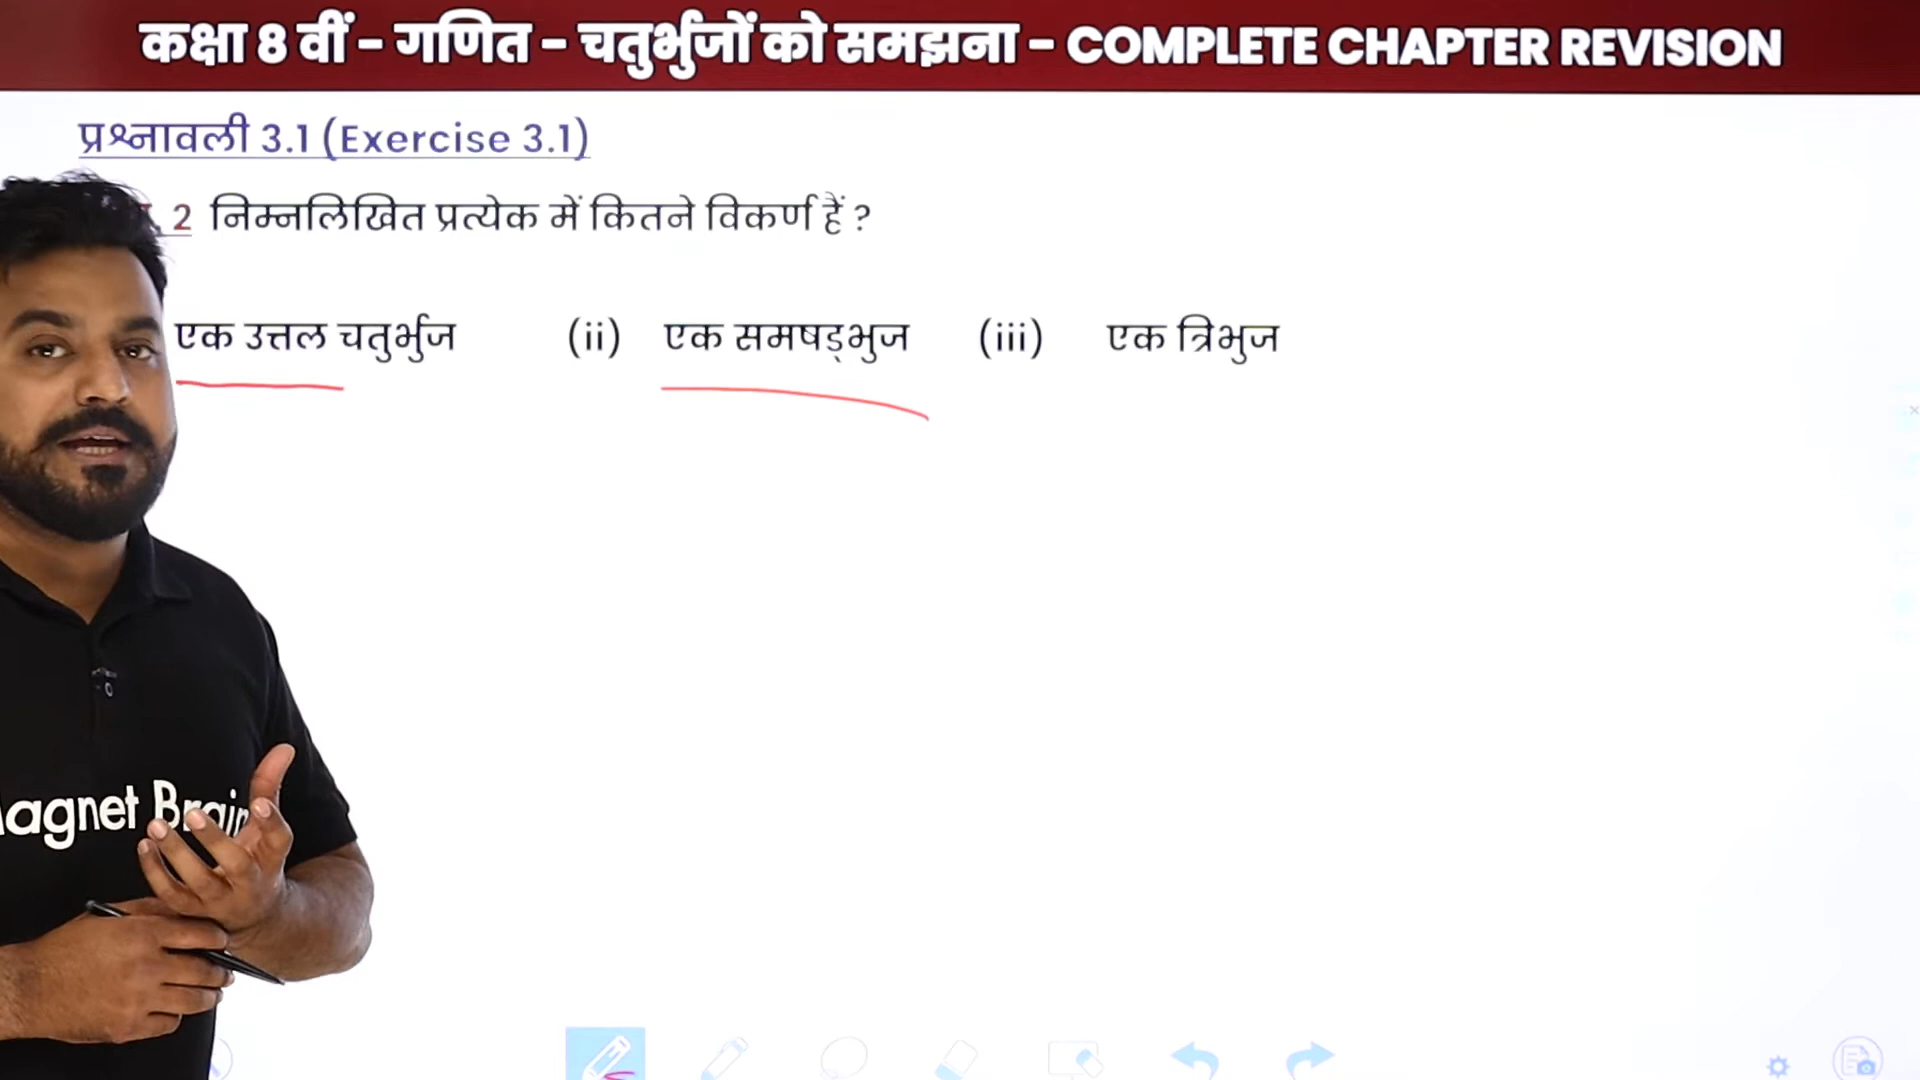 कक्षा 8 वीं - गणित - चतुर्भुजों को समझना - COMPLETE CHAPTER REVISION
प्रश्नावली 3.1 (Exercise 3.1)
2 निम्नलिखित प्रत्येक में कितने विकर्ण हैं ?
एक उत्तल चतुर्भुज (ii) एक समषड्भुज (iii) एक त्रिभुज
agnet Brain